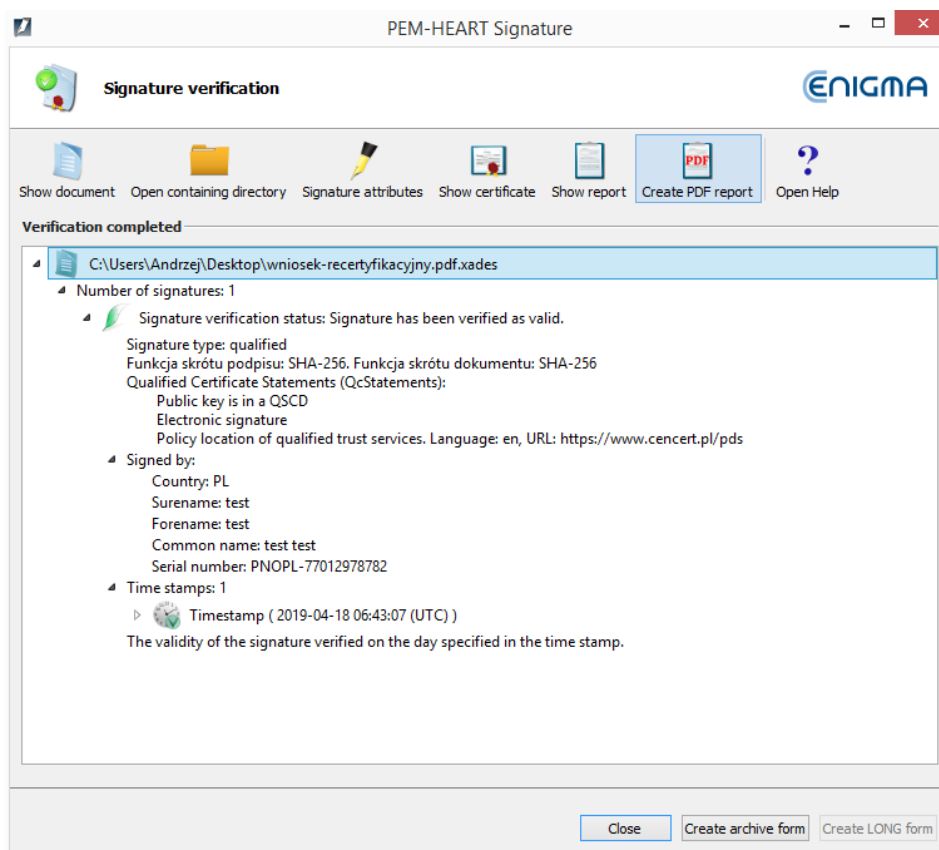 PEM-HEART Signature
Signature verification
ENIGMA
Show document Open containing directory Signature attributes Show certificate Show report PDF Create PDF report ? Open Help
Verification completed
C:\Users\Andrzej\Desktop\wniosek-recertyfikacyjny.pdf.xades
Number of signatures: 1
Signature verification status: Signature has been verified as valid.
Signature type: qualified
Funkcja skrótu podpisu: SHA-256. Funkcja skrótu dokumentu: SHA-256
Qualified Certificate Statements (QcStatements):
Public key is in a QSCD
Electronic signature
Policy location of qualified trust services. Language: en, URL: https://www.cencert.pl/pds
Signed by:
Country: PL
Surename: test
Forename: test
Common name: test test
Serial number: PNOPL-77012978782
Time stamps: 1
Timestamp ( 2019-04-18 06:43:07 (UTC) )
The validity of the signature verified on the day specified in the time stamp.
Close Create archive form Create LONG form